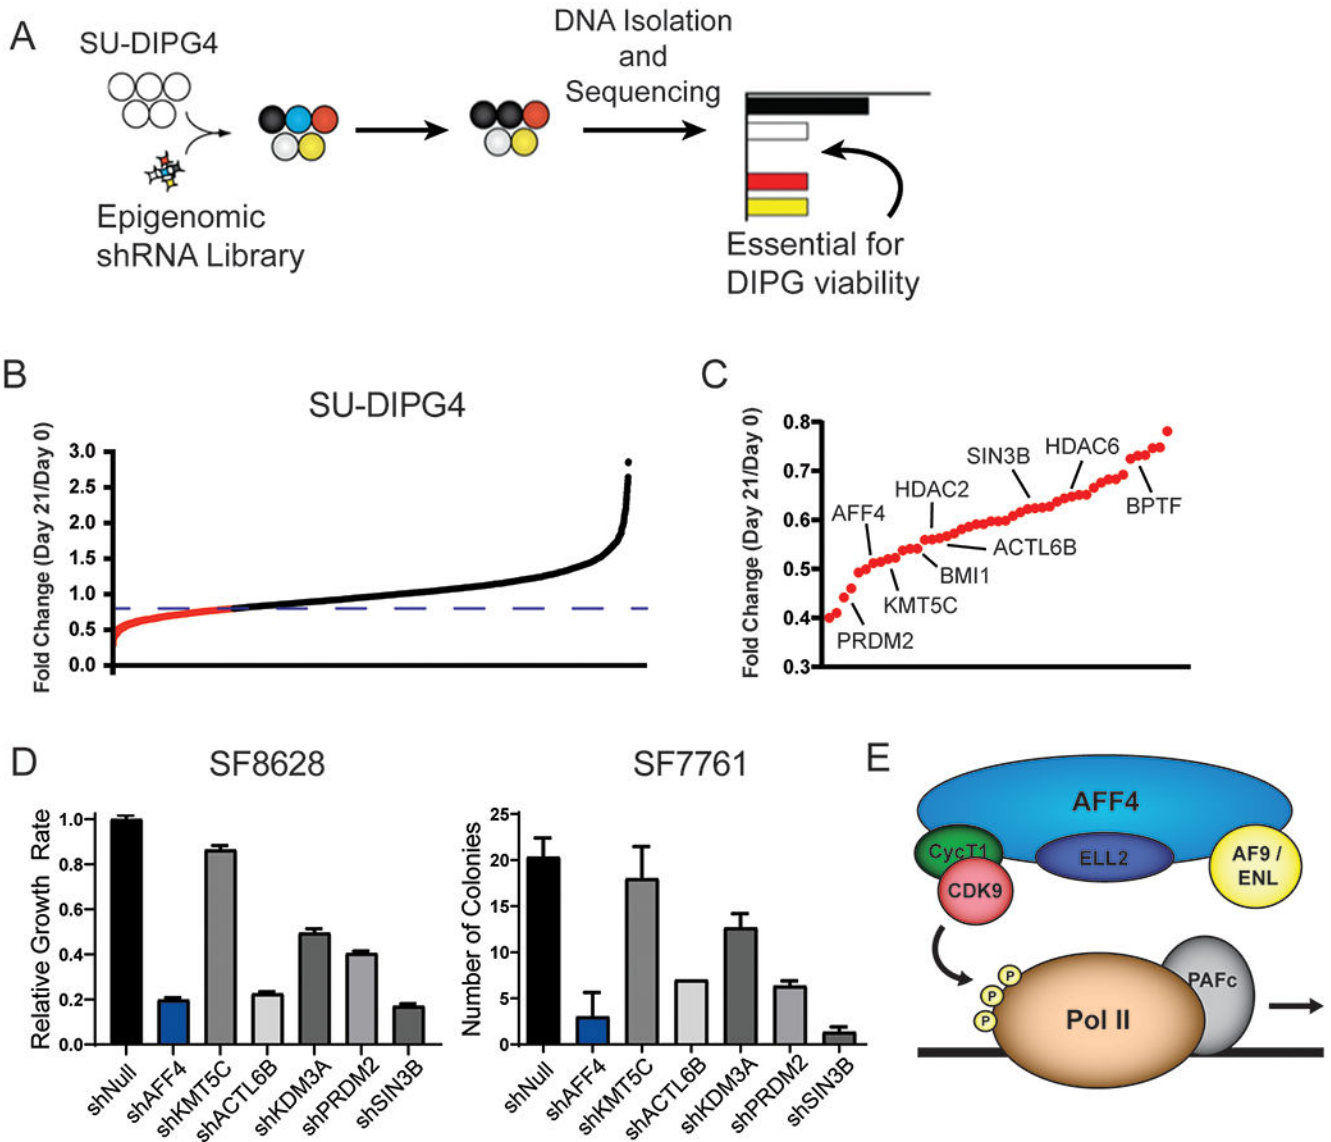 A
SU-DIPG4
Epigenomic
shRNA Library
DNA Isolation
and
Sequencing
Essential for
DIPG viability
B
SU-DIPG4
Fold Change (Day 21/Day 0)
3.0
2.5
2.0
1.5
1.0
0.5
0.0
C
Fold Change (Day 21/Day 0)
0.8
0.7
0.6
0.5
0.4
0.3
SIN3B
HDAC6
HDAC2
AFF4
BPTF
ACTL6B
BMI1
KMT5C
PRDM2
D
SF8628
Relative Growth Rate
1.0
0.8
0.6
0.4
0.2
0.0
shNull
shAFF4
shKMT5C
shACTL6B
shKDM3A
shPRDM2
shSIN3B
SF7761
Number of Colonies
25
20
15
10
5
0
shNull
shAFF4
shKMT5C
shACTL6B
shKDM3A
shPRDM2
shSIN3B
E
AFF4
CycT1
CDK9
ELL2
AF9 /
ENL
P
P
P
Pol II
PAFc